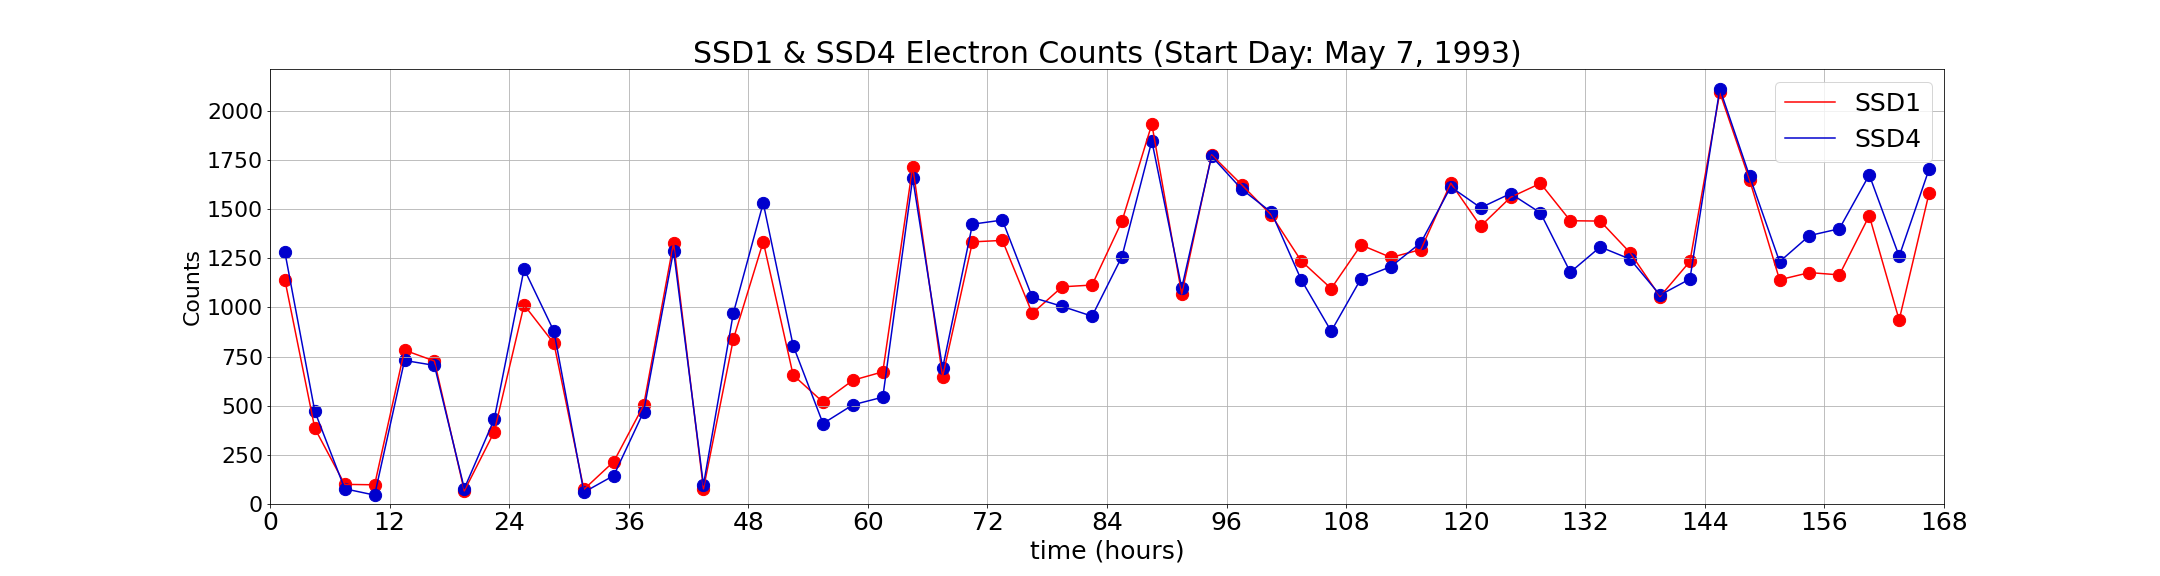 SSD1 & SSD4 Electron Counts (Start Day: May 7, 1993)
2000
1750
1500
1250
1000
750
500
250
0
Counts
SSD1
SSD4
0 12 24 36 48 60 72 84 96 108 120 132 144 156 168
time (hours)